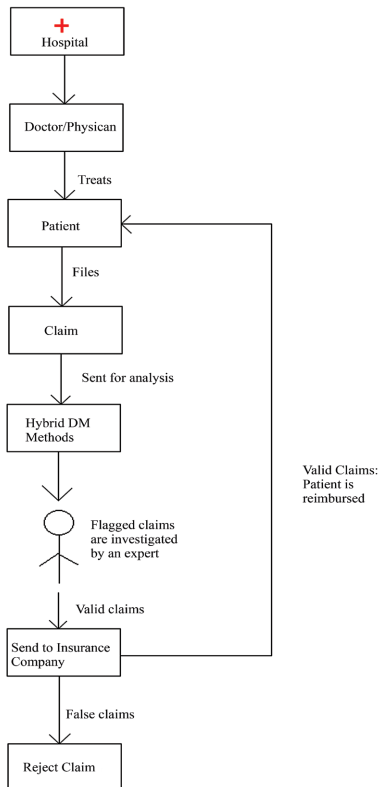 Hospital
Doctor/Physican
Treats
Patient
Files
Claim
Sent for analysis
Hybrid DM
Methods
Flagged claims
are investigated
by an expert
Valid Claims:
Patient is
reimbursed
Valid claims
Send to Insurance
Company
False claims
Reject Claim